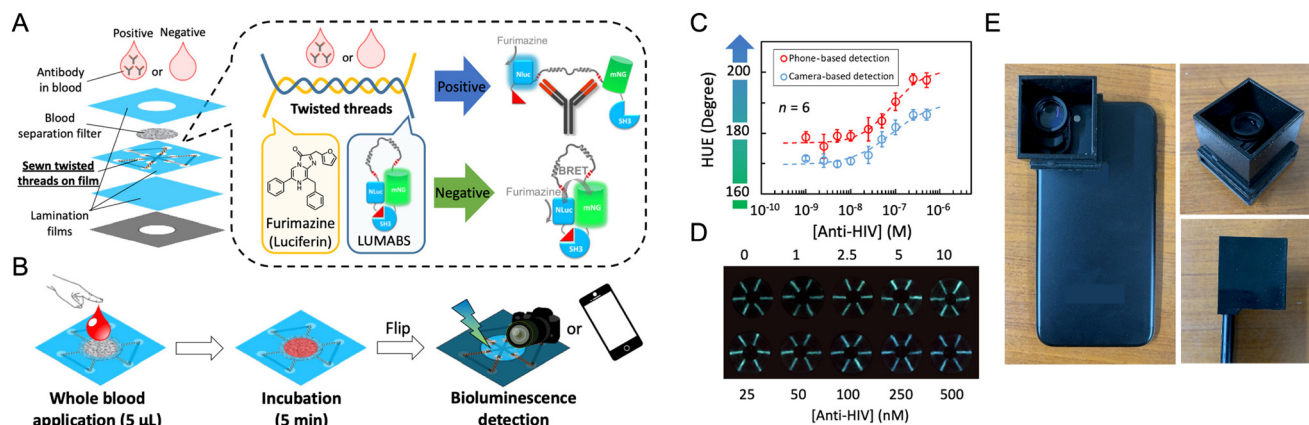 A
Positive
Negative
or
Antibody
in blood
Blood
separation filter
Sewn twisted
threads on film
Lamination
films
or
Twisted threads
Furimazine
(Luciferin)
LUMABS
NLuc
mNG
SH3
Positive
Negative
Furimazine
Nluc
mNG
SH3
BRET
Furimazine
NLuc
mNG
SH3
B
Whole blood
application (5 µL)
Incubation
(5 min)
Flip
or
Bioluminescence
detection
C
HUE (Degree)
200
180
160
Phone-based detection
Camera-based detection
n = 6
10-10 10-9 10-8 10-7 10-6
[Anti-HIV] (M)
D
0 1 2.5 5 10
25 50 100 250 500
[Anti-HIV] (nM)
E